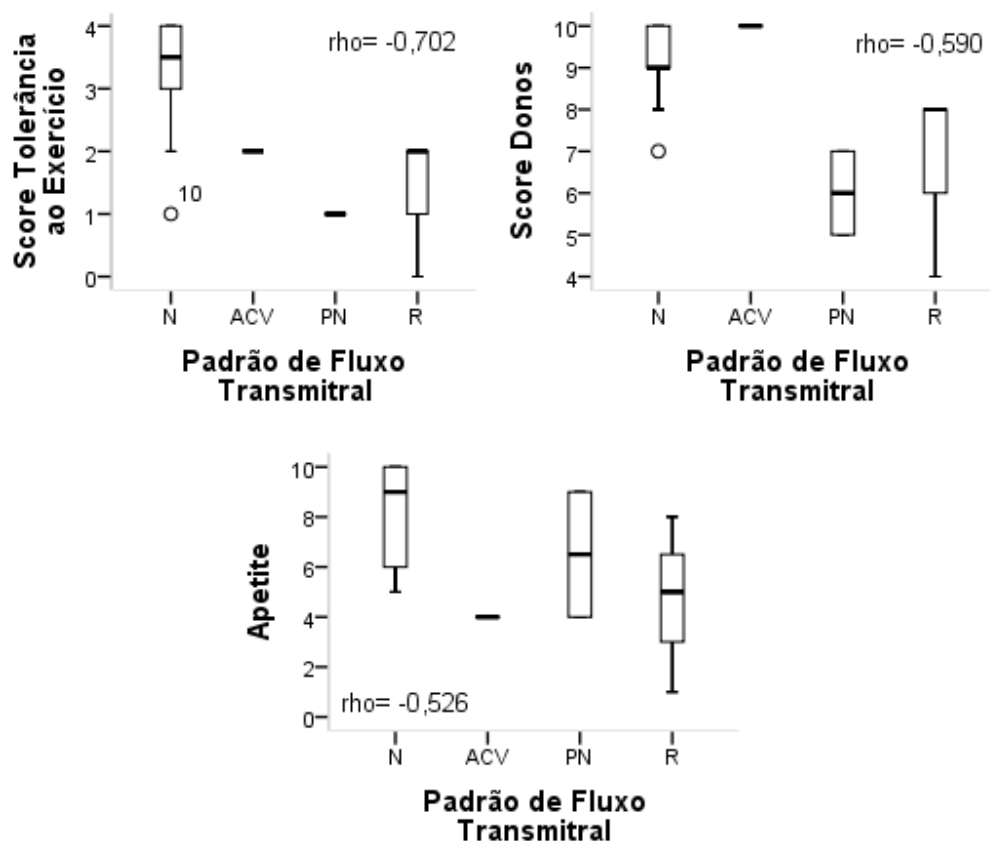 Score Tolerância
ao Exercício
4
3
2
1
0
rho= -0,702
10
N ACV PN R
Padrão de Fluxo
Transmitral
Score Donos
10
9
8
7
6
5
4
rho= -0,590
N ACV PN R
Padrão de Fluxo
Transmitral
Apetite
10
8
6
4
2
0
rho= -0,526
N ACV PN R
Padrão de Fluxo
Transmitral